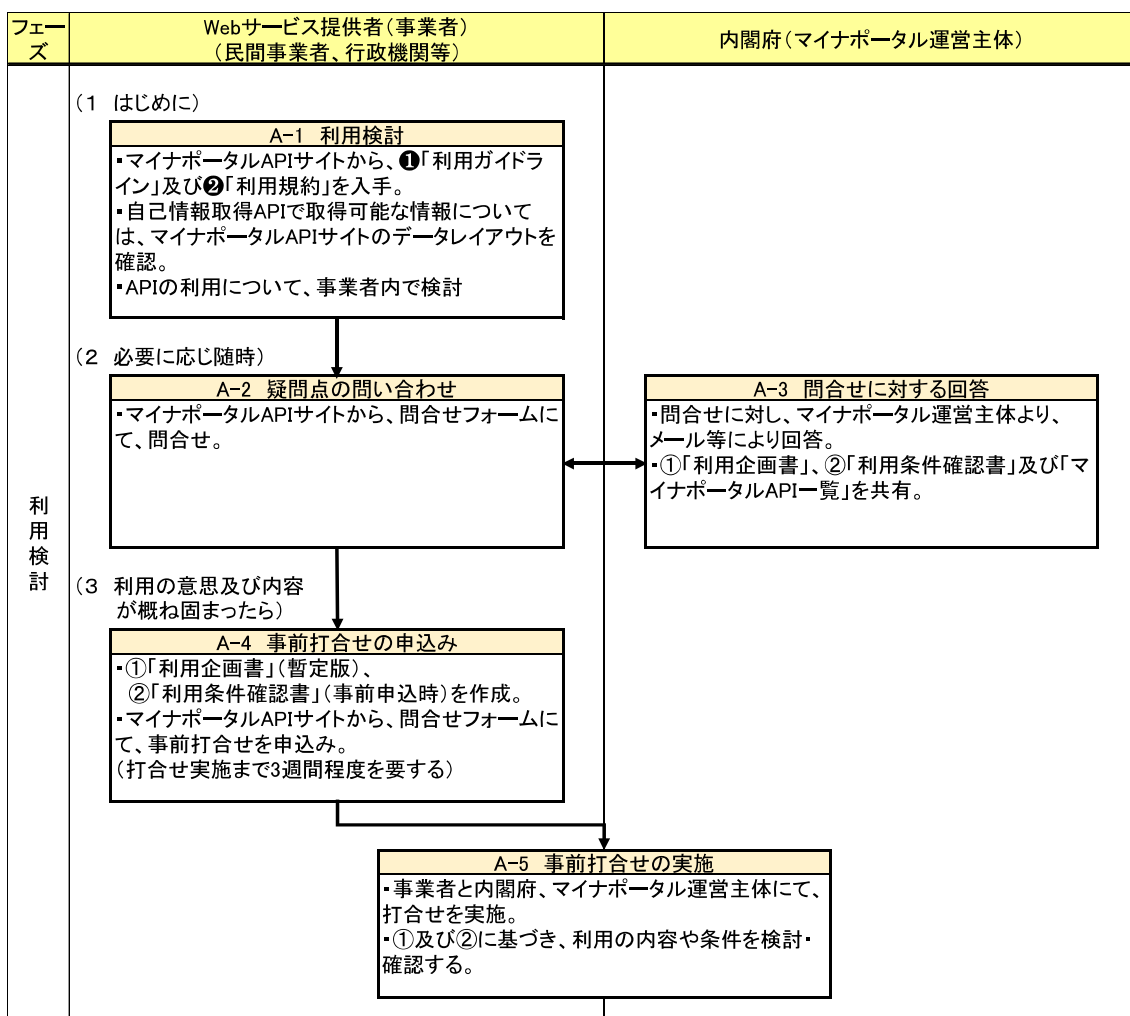 フェーズ
Webサービス提供者(事業者)
(民間事業者、行政機関等)
内閣府(マイナポータル運営主体)
利用検討
(1 はじめに)
A-1 利用検討
▪マイナポータルAPIサイトから、❶「利用ガイドラ
イン」及び❷「利用規約」を入手。
▪自己情報取得APIで取得可能な情報について
は、マイナポータルAPIサイトのデータレイアウトを
確認。
▪APIの利用について、事業者内で検討
(2 必要に応じ随時)
A-2 疑問点の問い合わせ
▪マイナポータルAPIサイトから、問合せフォームに
て、問合せ。
A-3 問合せに対する回答
▪問合せに対し、マイナポータル運営主体より、
メール等により回答。
▪①「利用企画書」、②「利用条件確認書」及び「マ
イナポータルAPI一覧」を共有。
(3 利用の意思及び内容
が概ね固まったら)
A-4 事前打合せの申込み
▪①「利用企画書」(暫定版)、
②「利用条件確認書」(事前申込時)を作成。
▪マイナポータルAPIサイトから、問合せフォームに
て、事前打合せを申込み。
(打合せ実施まで3週間程度を要する)
A-5 事前打合せの実施
▪事業者と内閣府、マイナポータル運営主体にて、
打合せを実施。
▪①及び②に基づき、利用の内容や条件を検討▪
確認する。